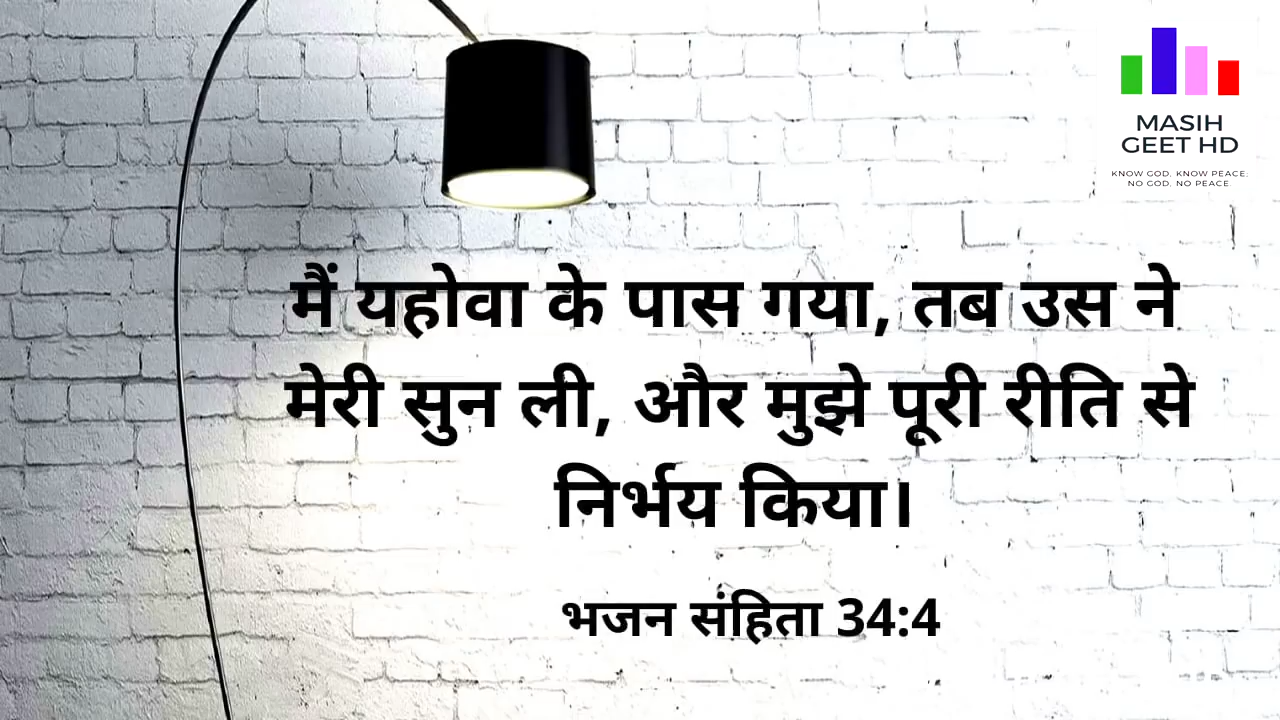 MASIH
GEET HD
KNOW GOD, KNOW PEACE;
NO GOD, NO PEACE.
मैं यहोवा के पास गया, तब उस ने
मेरी सुन ली, और मुझे पूरी रीति से
निर्भय किया।
भजन संहिता 34:4